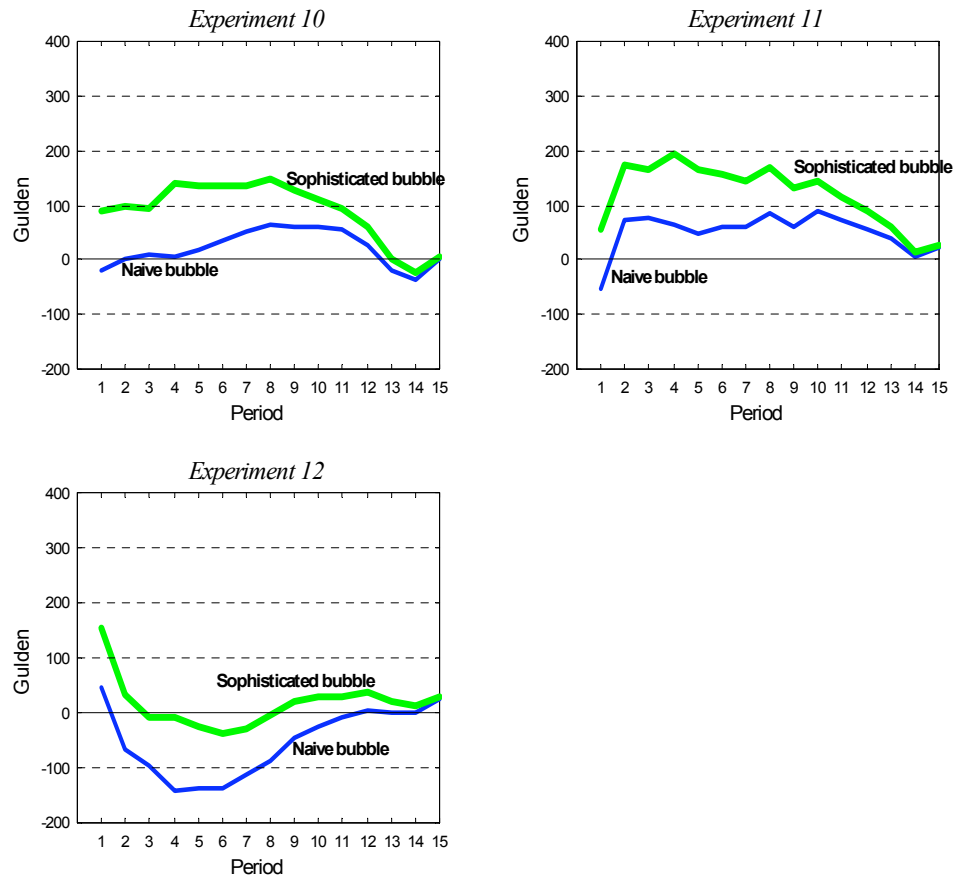 Experiment 10
400
300
200
100
0
-100
-200
Gulden
Sophisticated bubble
Naive bubble
1 2 3 4 5 6 7 8 9 10 11 12 13 14 15
Period
Experiment 11
400
300
200
100
0
-100
-200
Gulden
Sophisticated bubble
Naive bubble
1 2 3 4 5 6 7 8 9 10 11 12 13 14 15
Period
Experiment 12
400
300
200
100
0
-100
-200
Gulden
Sophisticated bubble
Naive bubble
1 2 3 4 5 6 7 8 9 10 11 12 13 14 15
Period